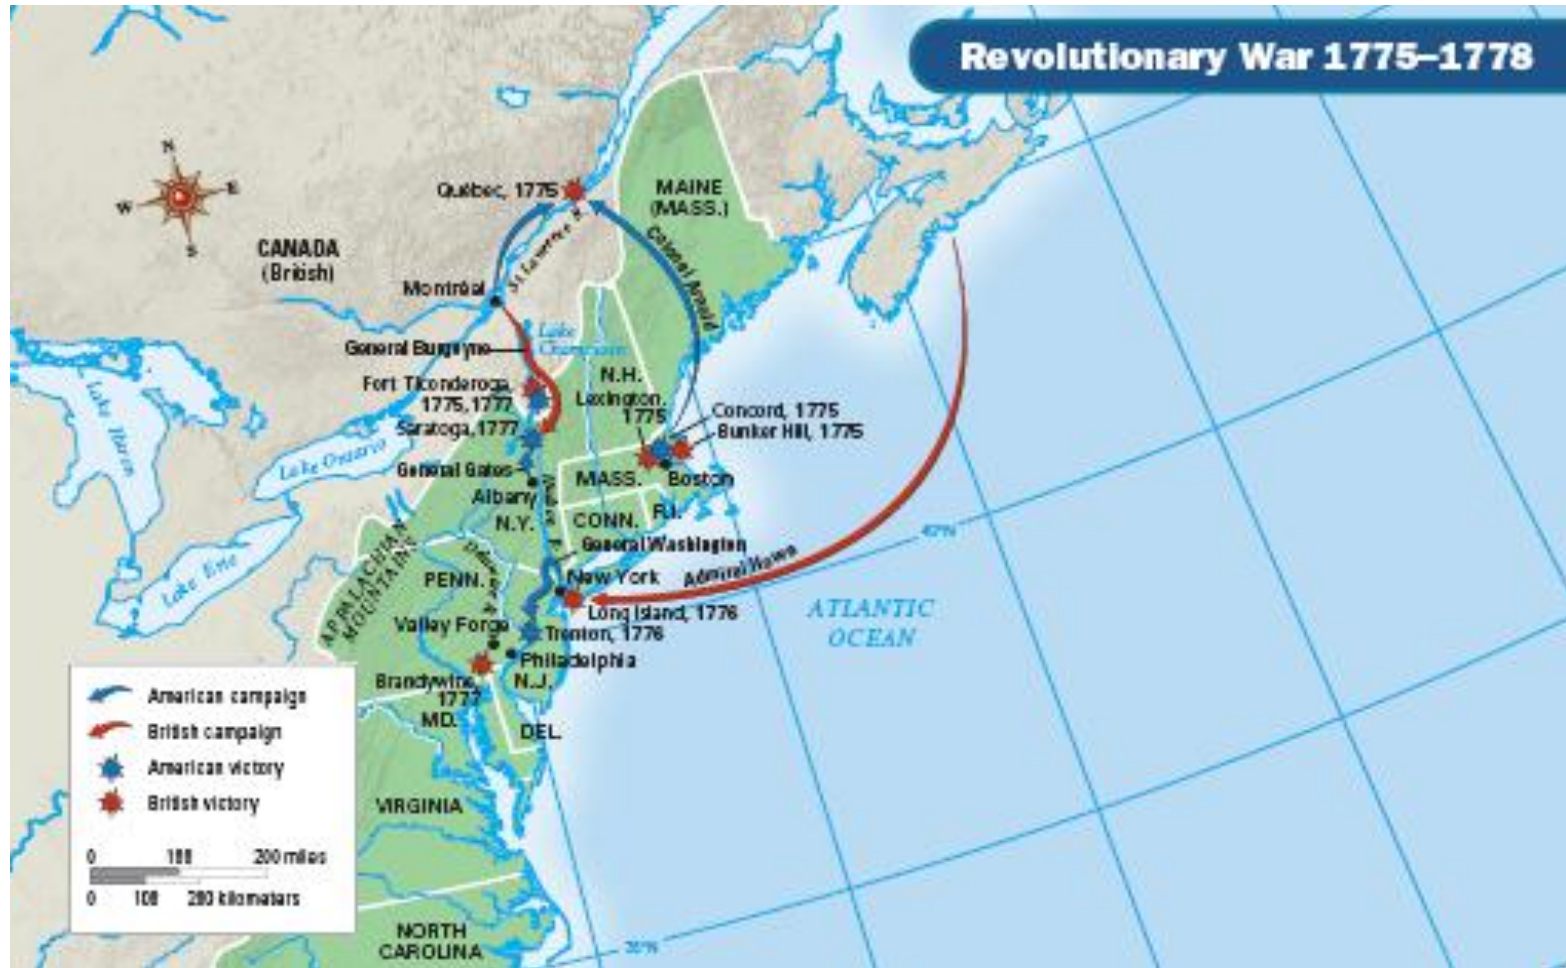 Revolutionary War 1775–1778
N
W
E
S
Québec, 1775
MAINE
(MASS.)
CANADA
(British)
St Lawrence R.
Colonel Arnold
Montréal
Lake
General Burgoyne
Fort Ticonderoga,
1775, 1777
N.H.
Lexington,
1775
Concord, 1775
Bunker Hill, 1775
Saratoga, 1777
Lake Huron
Lake Ontario
General Gates
MASS.
Boston
Albany
N.Y.
CONN.
R.I.
General Washington
Lake Erie
APPALACHIAN
MOUNTAINS
PENN.
New York
Admiral Howe
Long Island, 1776
ATLANTIC
OCEAN
Valley Forge
Trenton, 1776
Philadelphia
Brandywine,
1777
N.J.
MD.
DEL.
VIRGINIA
NORTH
CAROLINA
American campaign
British campaign
American victory
British victory
0 200 miles
0 kilometers